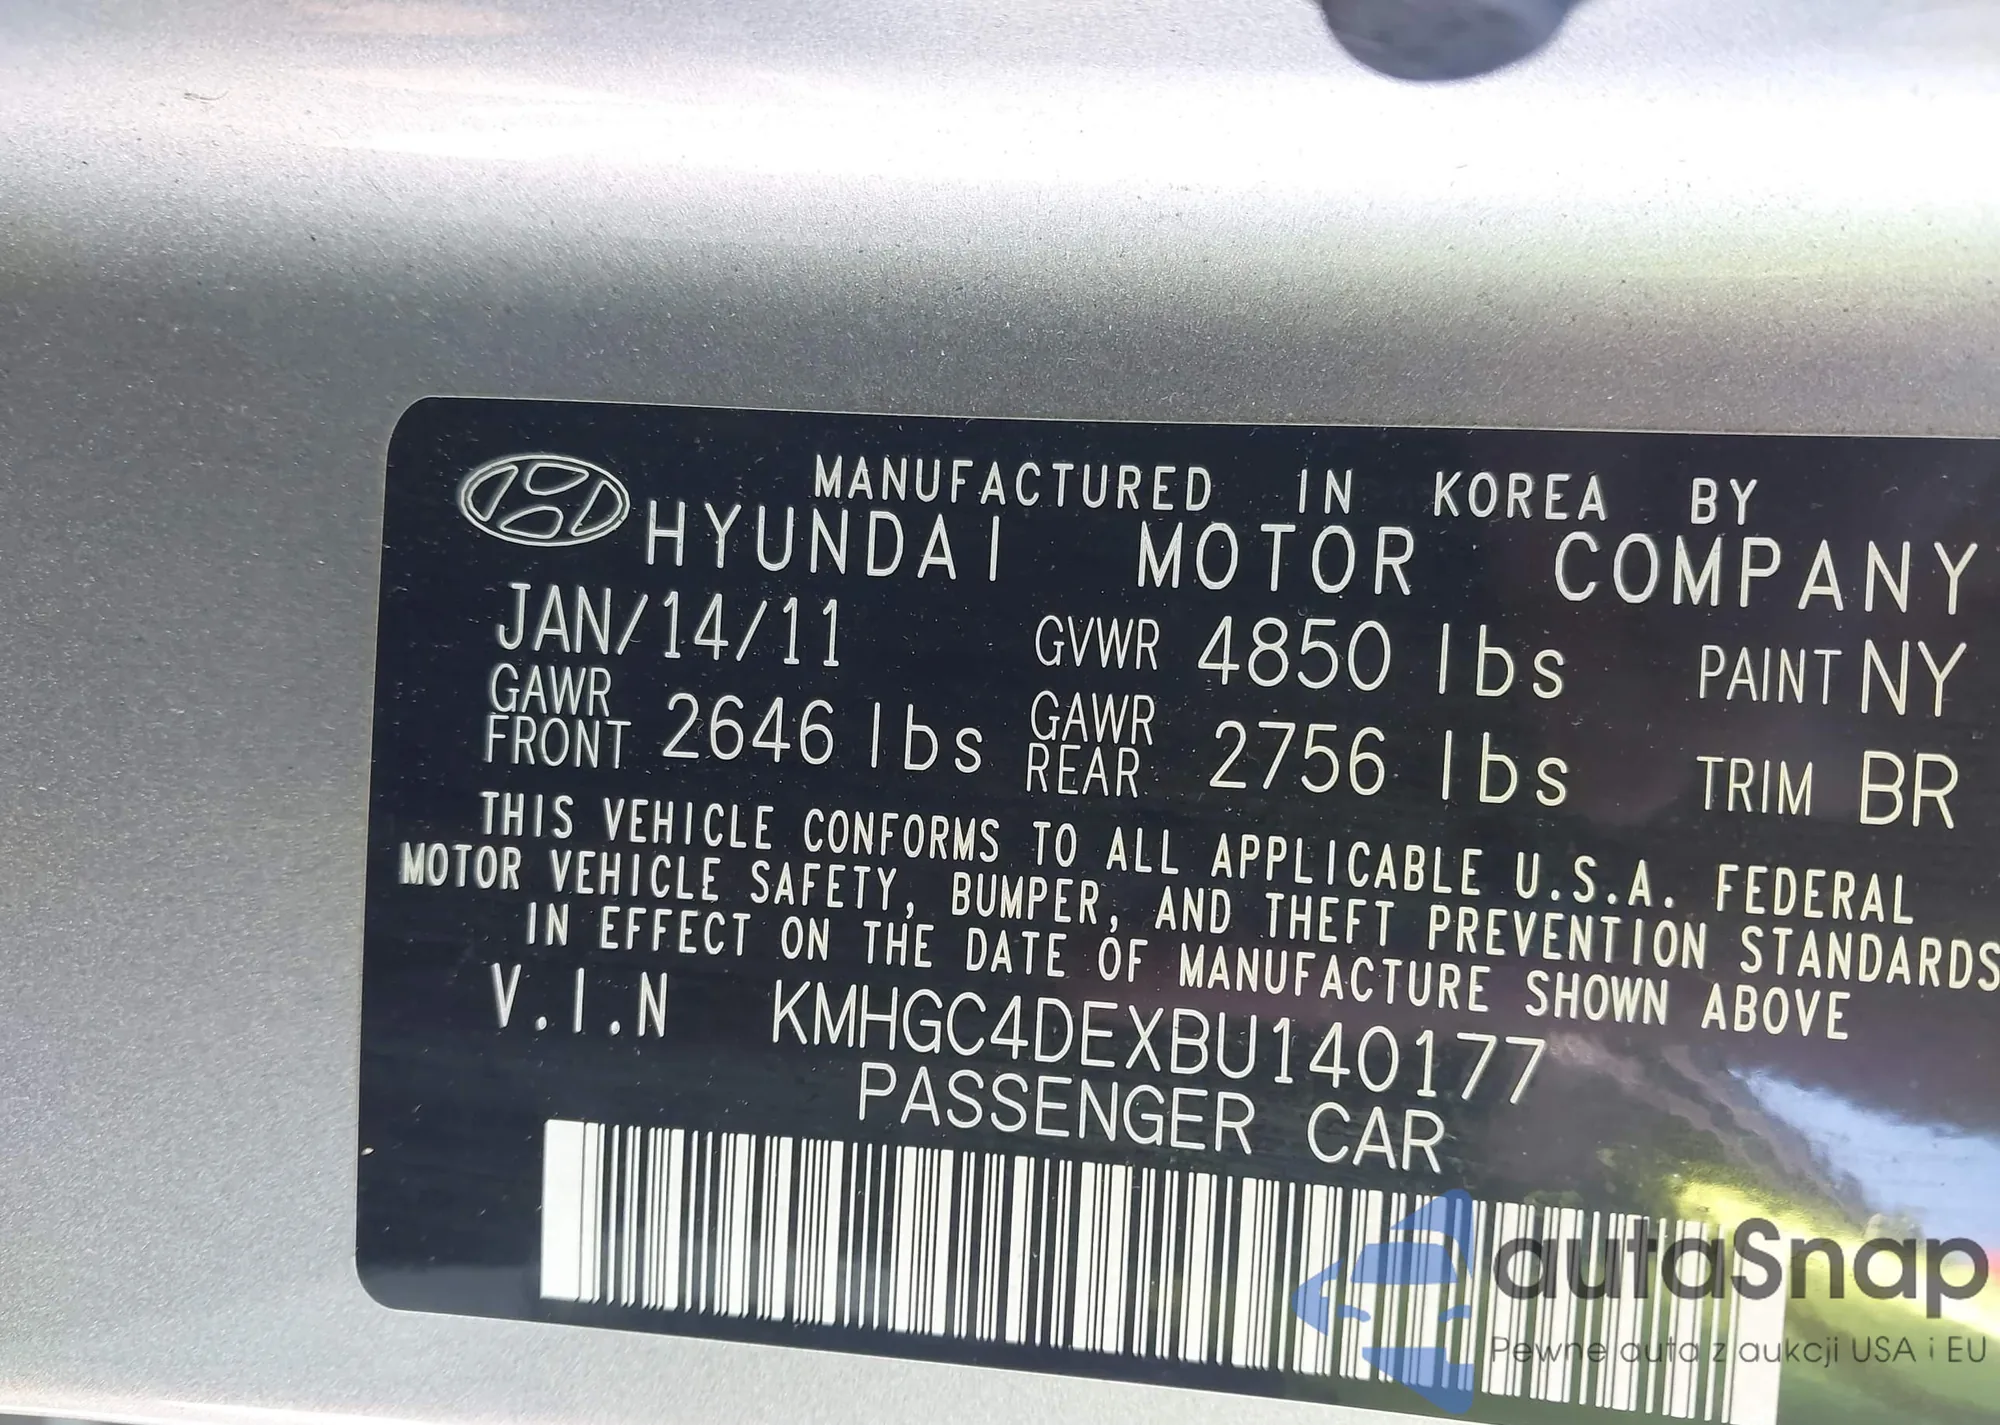 MANUFACTURED IN KOREA BY
HYUNDAI MOTOR COMPANY
JAN/14/11 GVWR 4850 lbs PAINT NY
GAWR FRONT 2646 lbs GAWR REAR 2756 lbs TRIM BR
THIS VEHICLE CONFORMS TO ALL APPLICABLE U.S.A. FEDERAL
MOTOR VEHICLE SAFETY, BUMPER, AND THEFT PREVENTION STANDARDS
IN EFFECT ON THE DATE OF MANUFACTURE SHOWN ABOVE
V.I.N KMHGC4DEXBU140177
PASSENGER CAR
autaSnap
Pewne auta z aukcji USA i EU